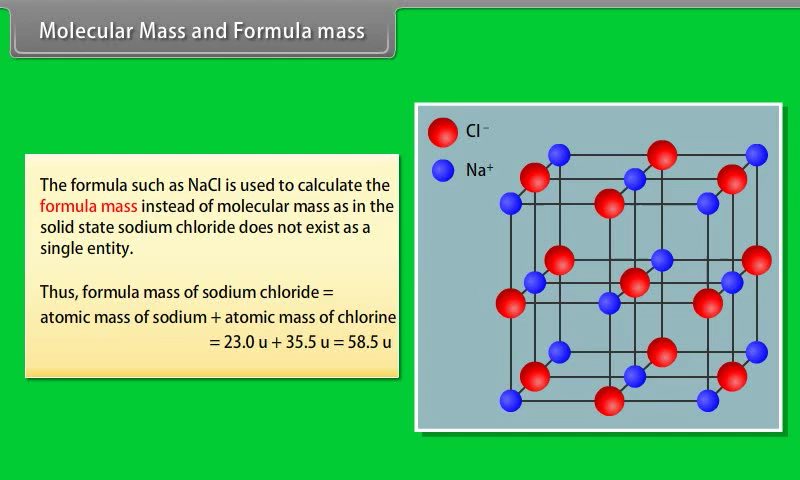 Molecular Mass and Formula mass
The formula such as NaCl is used to calculate the
formula mass instead of molecular mass as in the
solid state sodium chloride does not exist as a
single entity.
Thus, formula mass of sodium chloride =
atomic mass of sodium + atomic mass of chlorine
= 23.0 u + 35.5 u = 58.5 u
Cl⁻
Na⁺